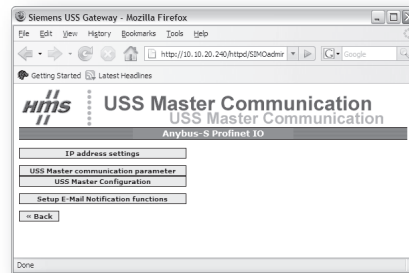 Siemens USS Gateway - Mozilla Firefox
File Edit View History Bookmarks Tools Help
http://10.10.20.240/httpd/SIMOadmir
Google
Getting Started Latest Headlines
HMS
USS Master Communication
USS Master Communication
Anybus-S Profinet IO
IP address settings
USS Master communication parameter
USS Master Configuration
Setup E-Mail Notification functions
« Back
Done